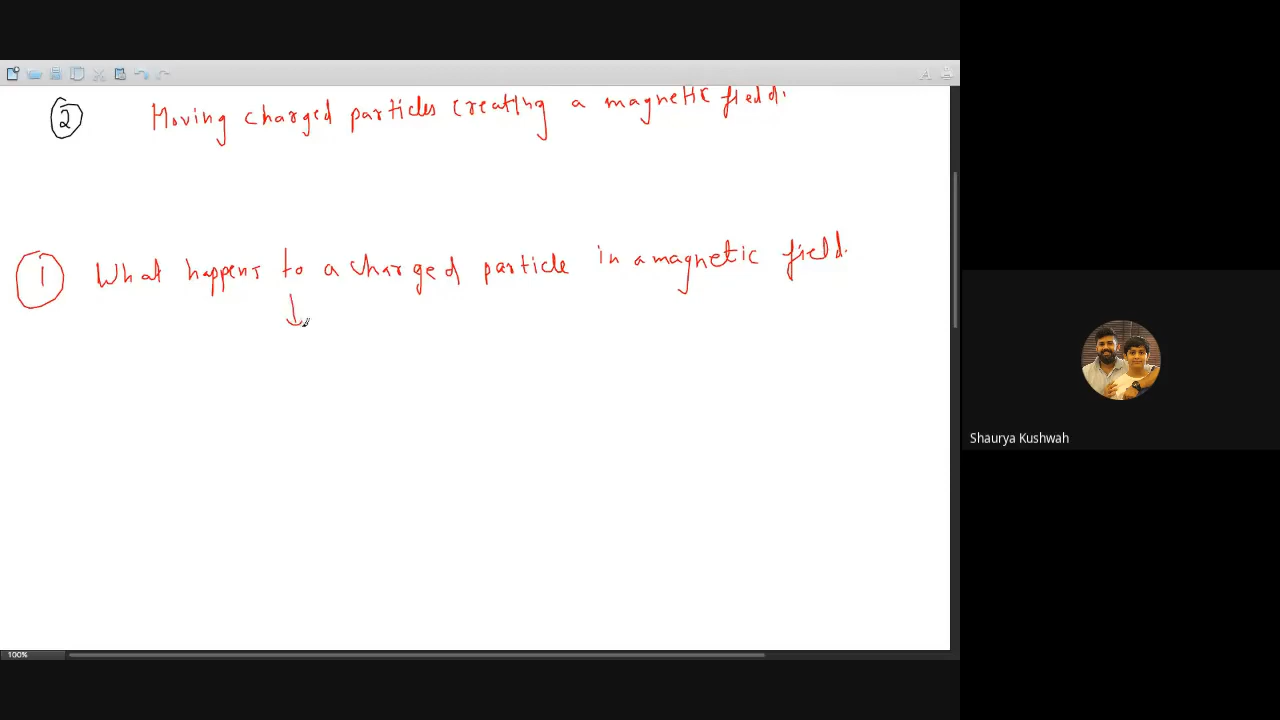 2 Moving charged particles creating a magnetic field.
1 What happens to a charged particle in a magnetic field.
Shaurya Kushwah
100%